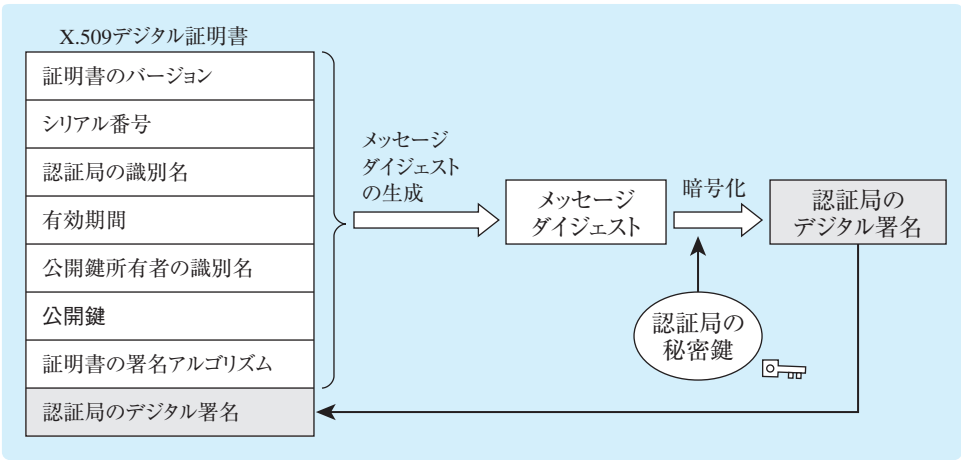 X.509デジタル証明書
証明書のバージョン
シリアル番号
認証局の識別名
有効期間
公開鍵所有者の識別名
公開鍵
証明書の署名アルゴリズム
認証局のデジタル署名
メッセージ
ダイジェスト
の生成
メッセージ
ダイジェスト
暗号化
認証局の
秘密鍵
認証局の
デジタル署名